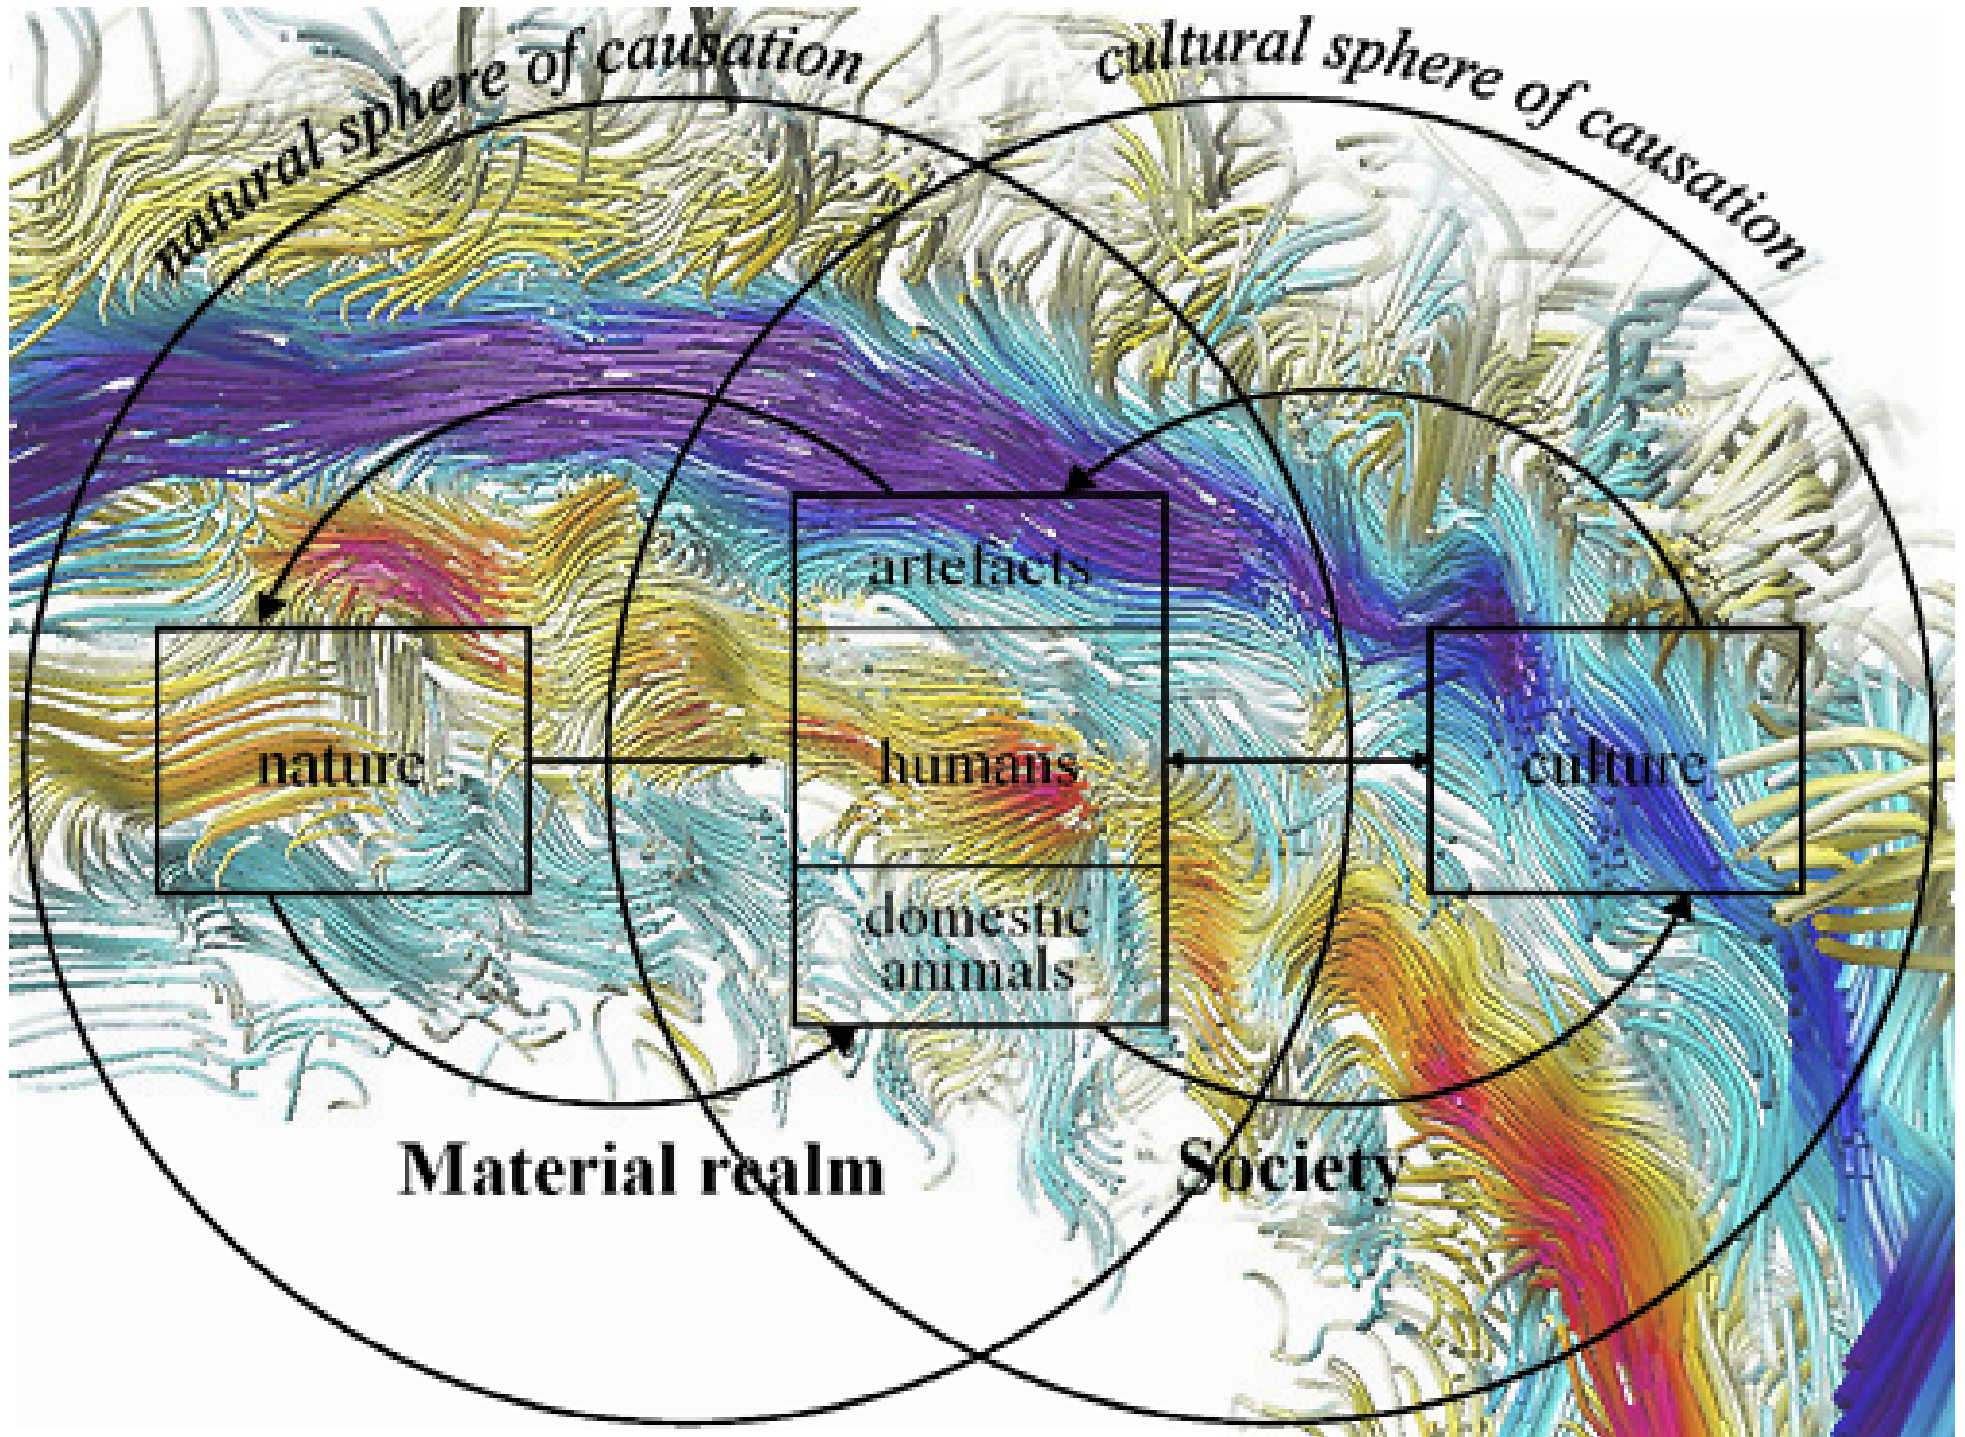 natural sphere of causation
cultural sphere of causation
artefacts
nature
humans
culture
domestic
animals
Material realm
Society